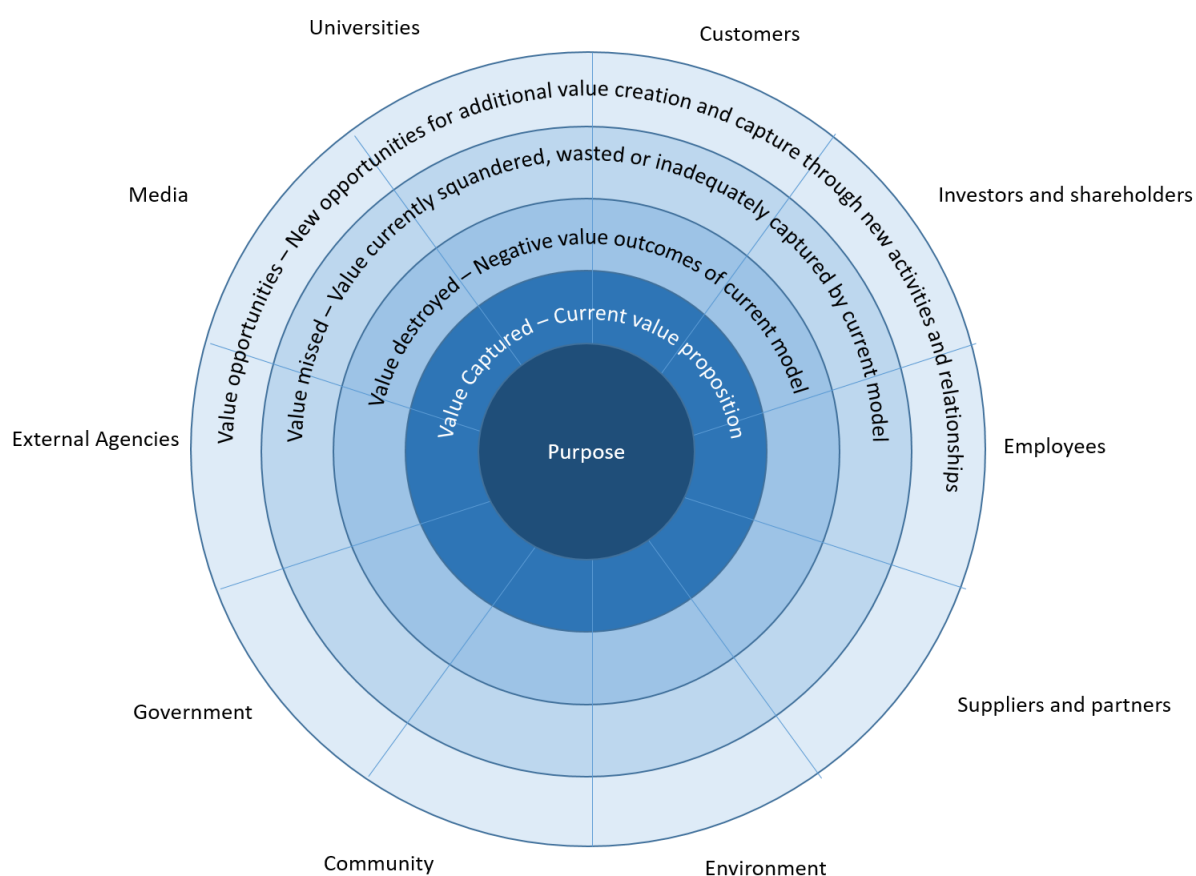 Universities
Customers
Media
Investors and shareholders
External Agencies
Employees
Government
Suppliers and partners
Community
Environment
Value opportunities – New opportunities for additional value creation and capture through new activities and relationships
Value missed – Value currently squandered, wasted or inadequately captured by current model
Value destroyed – Negative value outcomes of current model
Value Captured – Current value proposition
Purpose